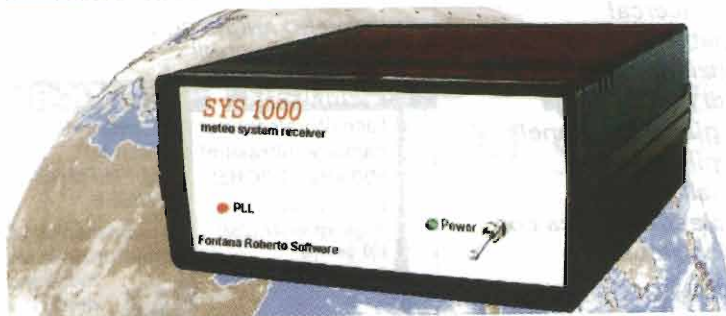 SYS 1000
meteo system receiver
PLL
Power
Fontana Roberto Software